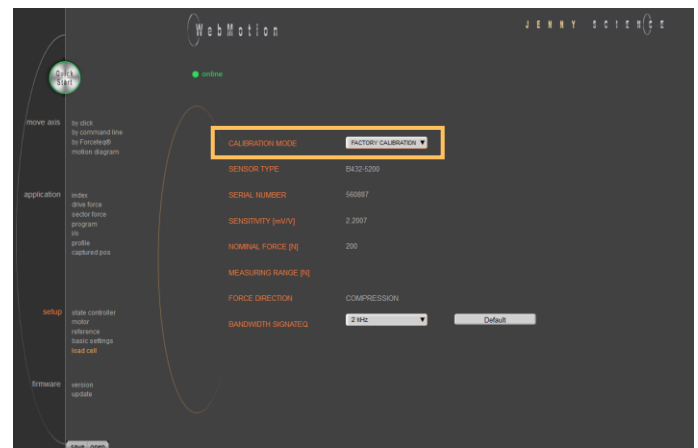 WebMotion
JENNY SCIENCE
Quick
Start
online
move axis
by click
by command line
by Forceteq®
motion diagram
application
index
drive force
sector force
program
i/o
profile
captured pos
setup
state controller
motor
reference
basic settings
load cell
firmware
version
update
save open
CALIBRATION MODE FACTORY CALIBRATION
SENSOR TYPE B432-5200
SERIAL NUMBER 560887
SENSITIVITY [mV/V] 2.2007
NOMINAL FORCE [N] 200
MEASURING RANGE [N]
FORCE DIRECTION COMPRESSION
BANDWIDTH SIGNATEQ 2 kHz Default